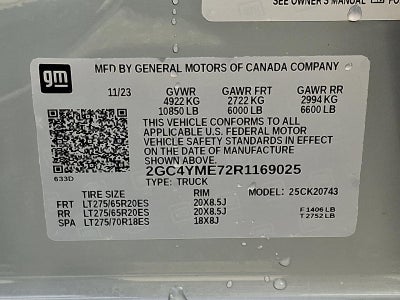 SEE OWNER'S MANUAL
gm
MFD BY GENERAL MOTORS OF CANADA COMPANY
11/23 GVWR GAWR FRT GAWR RR
4922 KG 2722 KG 2994 KG
10850 LB 6000 LB 6600 LB
THIS VEHICLE CONFORMS TO ALL
APPLICABLE U.S. FEDERAL MOTOR
VEHICLE SAFETY STANDARDS IN EFFECT
ON THE DATE OF MANUFACTURE
SHOWN ABOVE.
633D
2GC4YME72R1169025
TYPE: TRUCK
TIRE SIZE RIM MODEL: 25CK20743
FRT LT275/65R20ES 20X8.5J
RR LT275/65R20ES 20X8.5J F 1406 LB
SPA LT275/70R18ES 18X8J T 2752 LB